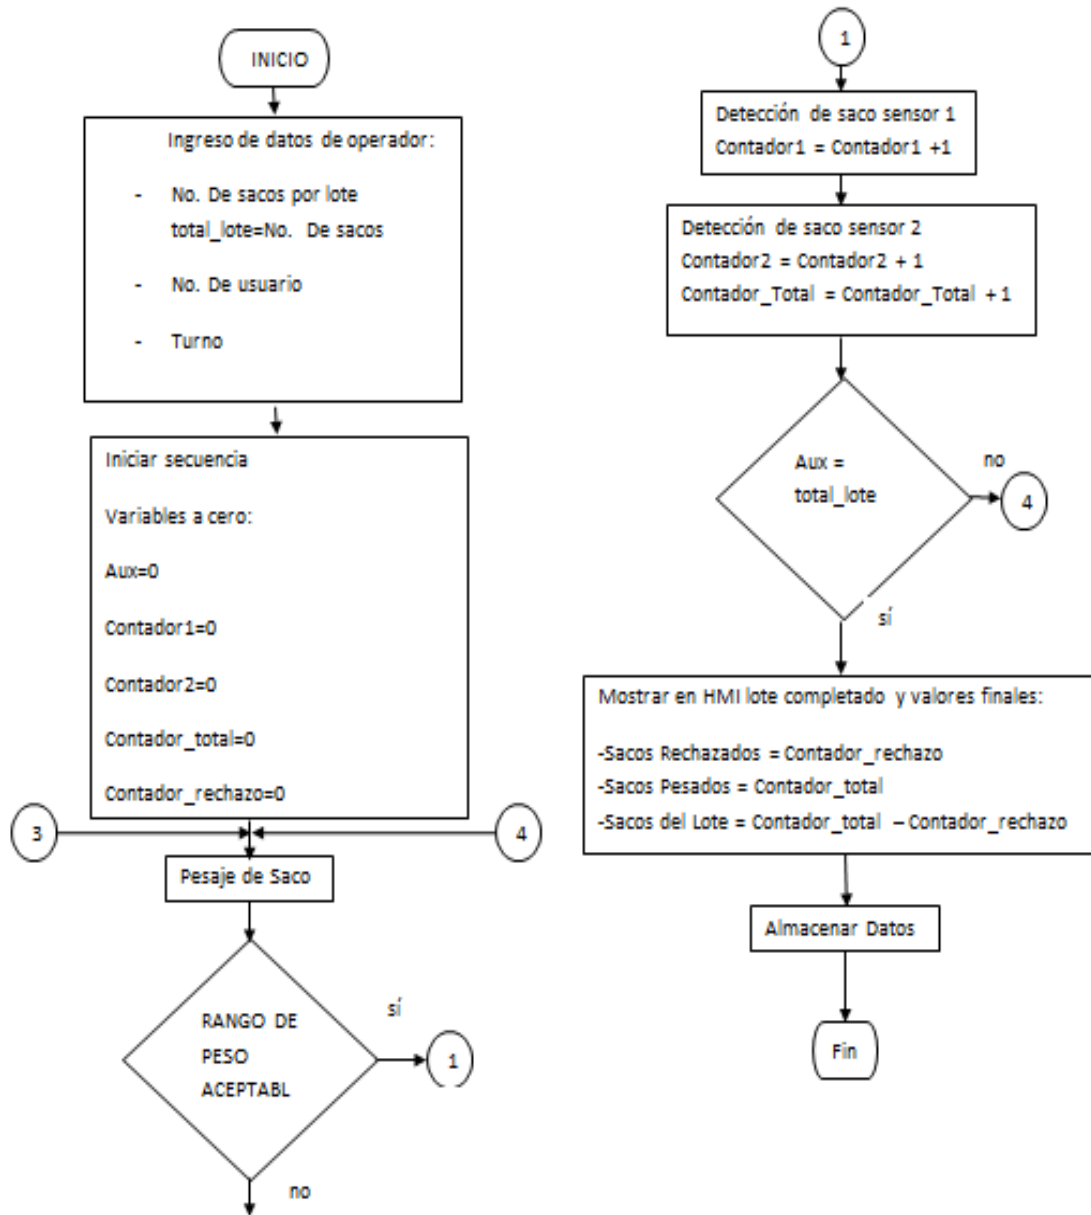 INICIO
Ingreso de datos de operador:
- No. De sacos por lote
total_lote=No. De sacos
- No. De usuario
- Turno
Iniciar secuencia
Variables a cero:
Aux=0
Contador1=0
Contador2=0
Contador_total=0
Contador_rechazo=0
3
4
Pesaje de Saco
RANGO DE
PESO
ACEPTABL
sí
1
no
1
Detección de saco sensor 1
Contador1 = Contador1 +1
Detección de saco sensor 2
Contador2 = Contador2 + 1
Contador_Total = Contador_Total + 1
Aux =
total_lote
no
4
sí
Mostrar en HMI lote completado y valores finales:
-Sacos Rechazados = Contador_rechazo
-Sacos Pesados = Contador_total
-Sacos del Lote = Contador_total – Contador_rechazo
Almacenar Datos
Fin